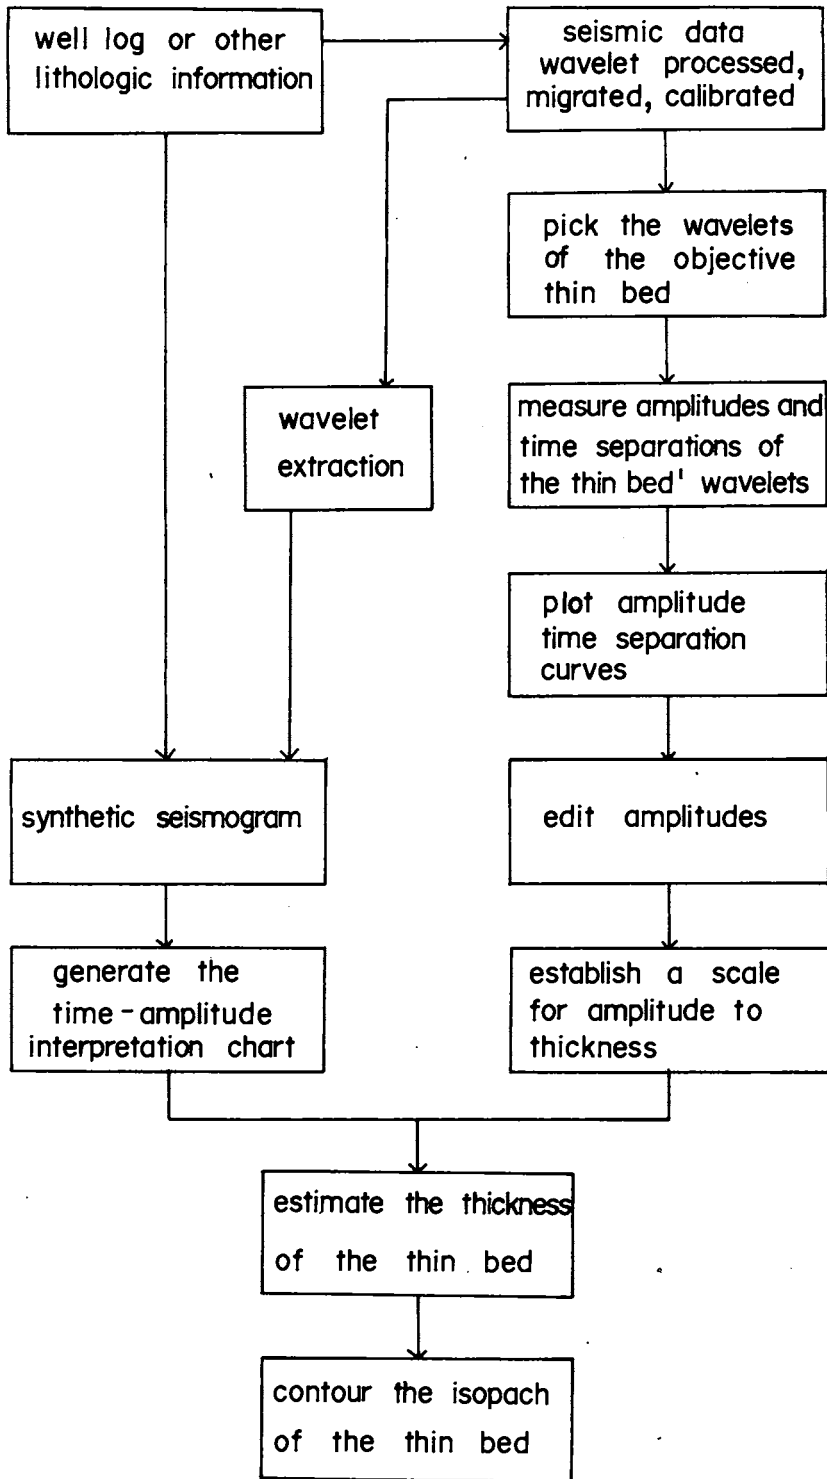 well log or other
lithologic information
seismic data
wavelet processed,
migrated, calibrated
pick the wavelets
of the objective
thin bed
measure amplitudes and
time separations of
the thin bed' wavelets
wavelet
extraction
plot amplitude
time separation
curves
synthetic seismogram
edit amplitudes
generate the
time-amplitude
interpretation chart
establish a scale
for amplitude to
thickness
estimate the thickness
of the thin bed
contour the isopach
of the thin bed